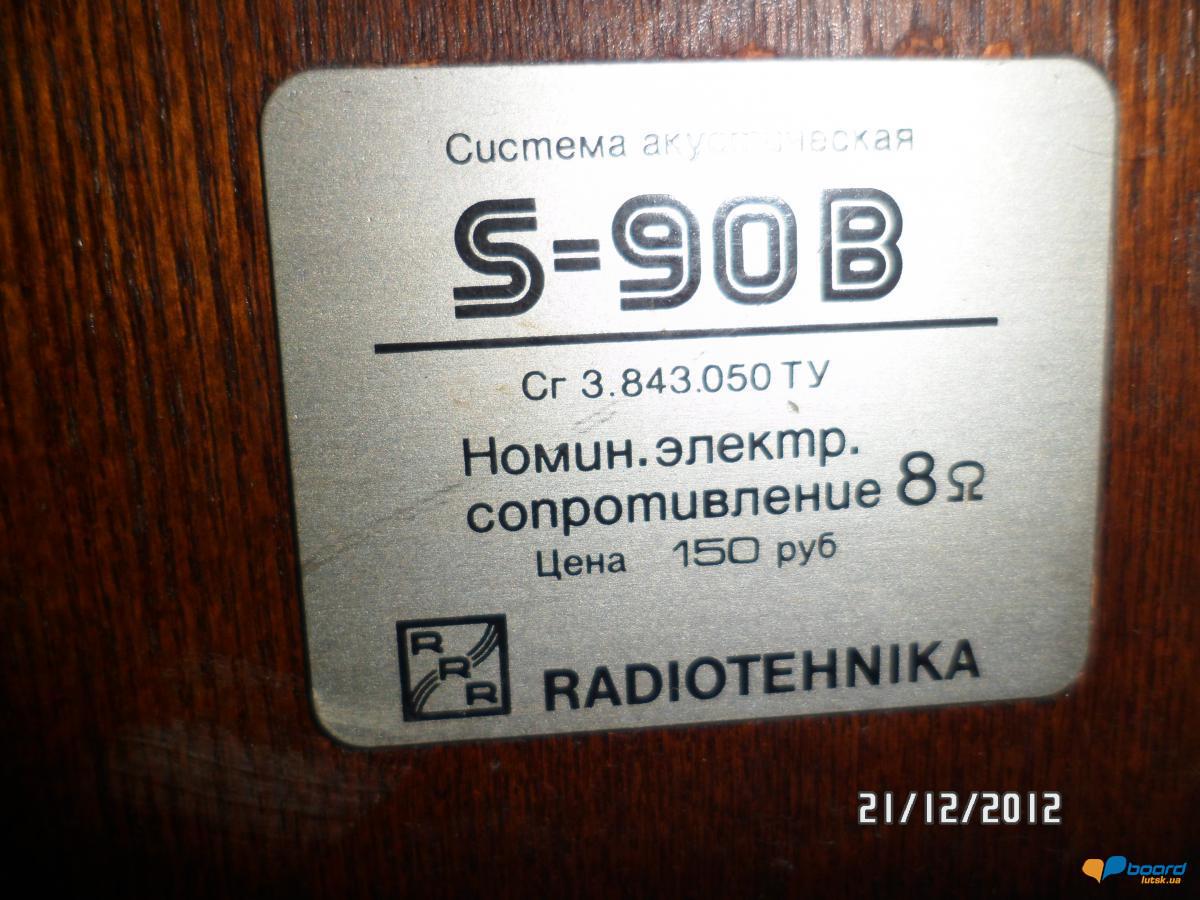 Система акустическая
S-90B
Сг 3.843.050 ТУ
Номин. электр.
сопротивление 8 Ω
Цена 150 руб
RRR
RADIOTEHNIKA
21/12/2012
board
lutsk.ua